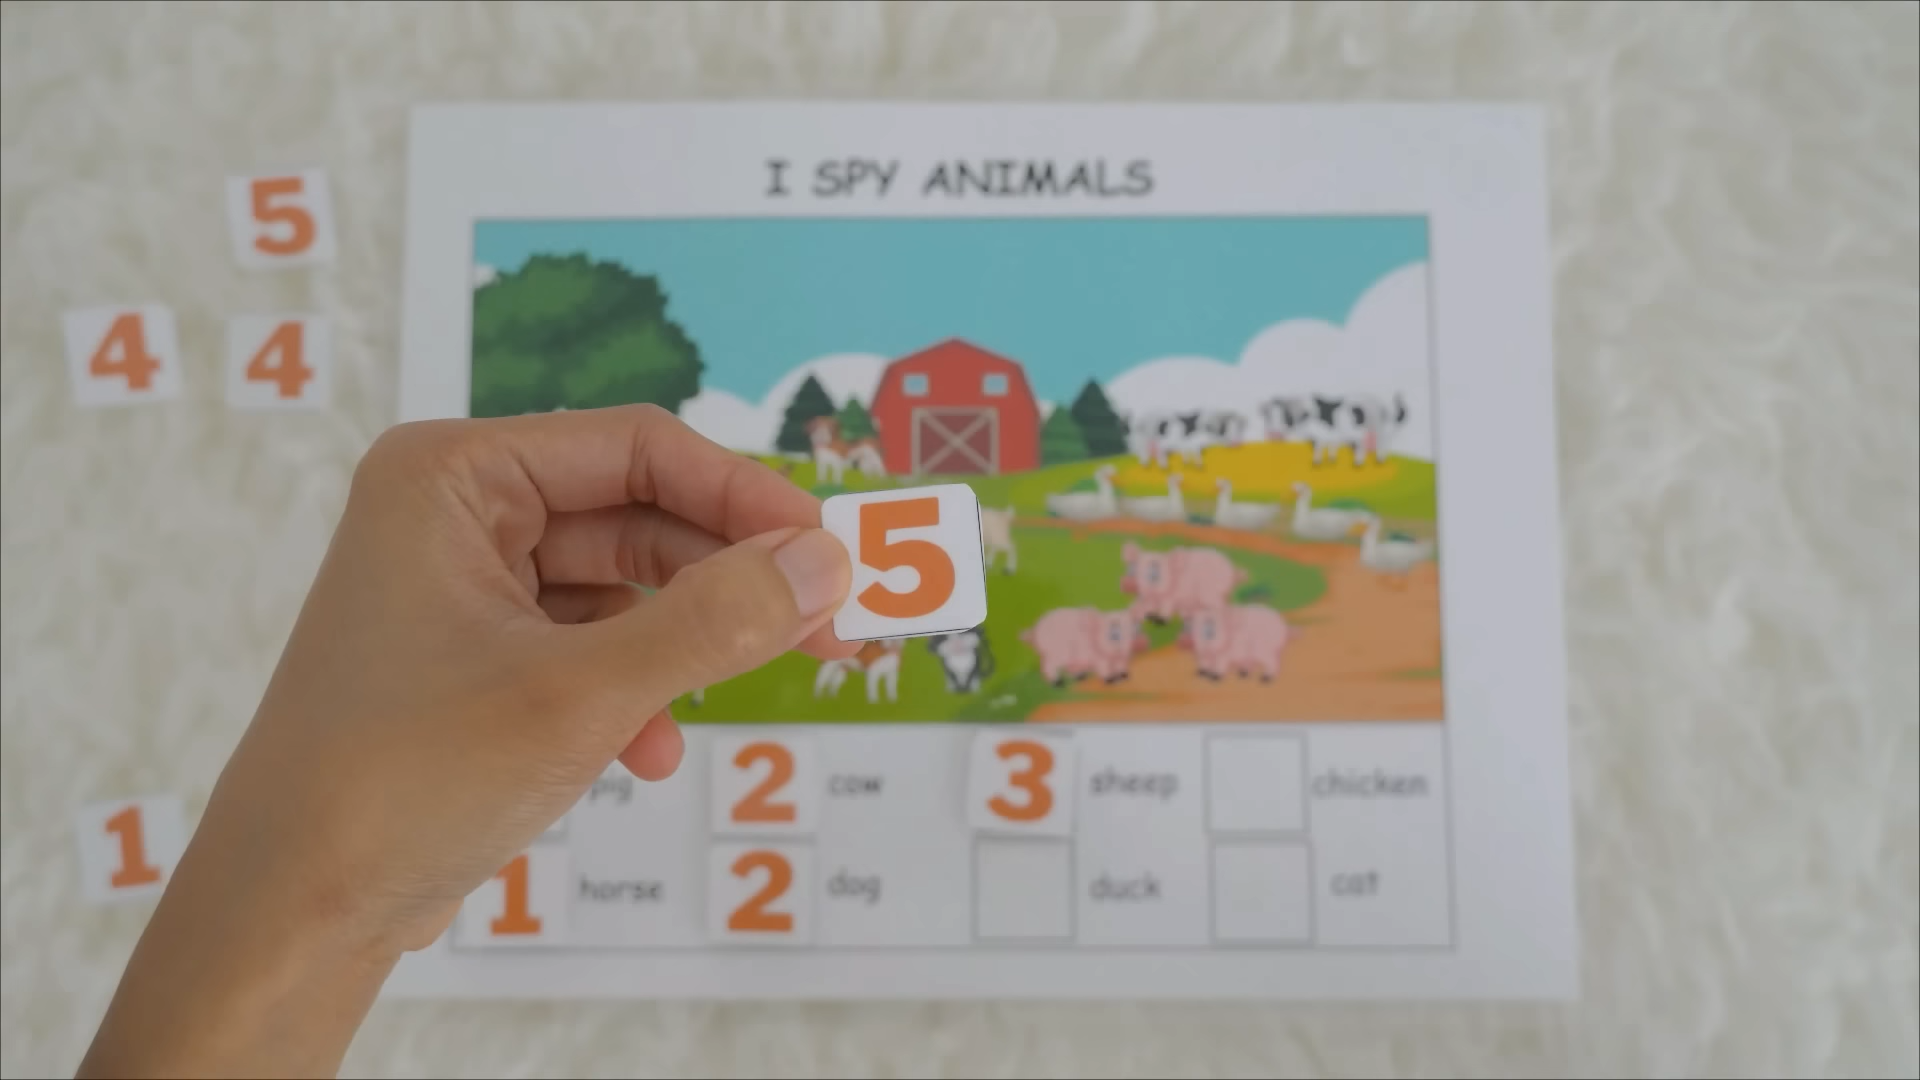 I SPY ANIMALS
5
4 4
5
pig 2 cow 3 sheep chicken
1
1 horse 2 dog duck cat